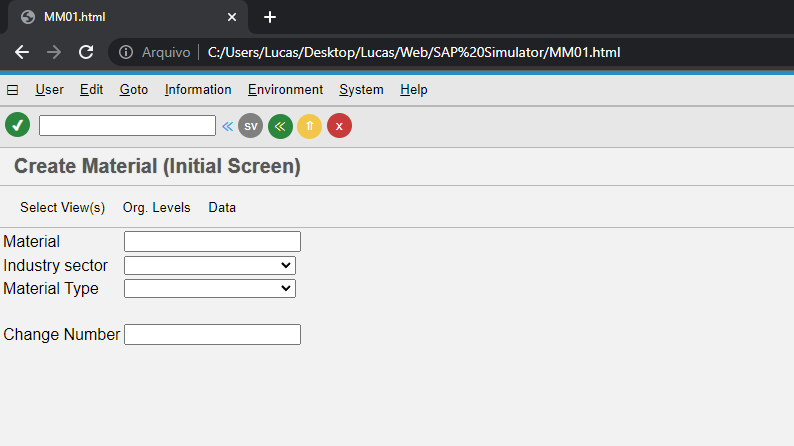 MM01.html
Arquivo C:/Users/Lucas/Desktop/Lucas/Web/SAP%20Simulator/MM01.html
User Edit Goto Information Environment System Help
SV x
Create Material (Initial Screen)
Select View(s) Org. Levels Data
Material
Industry sector
Material Type
Change Number